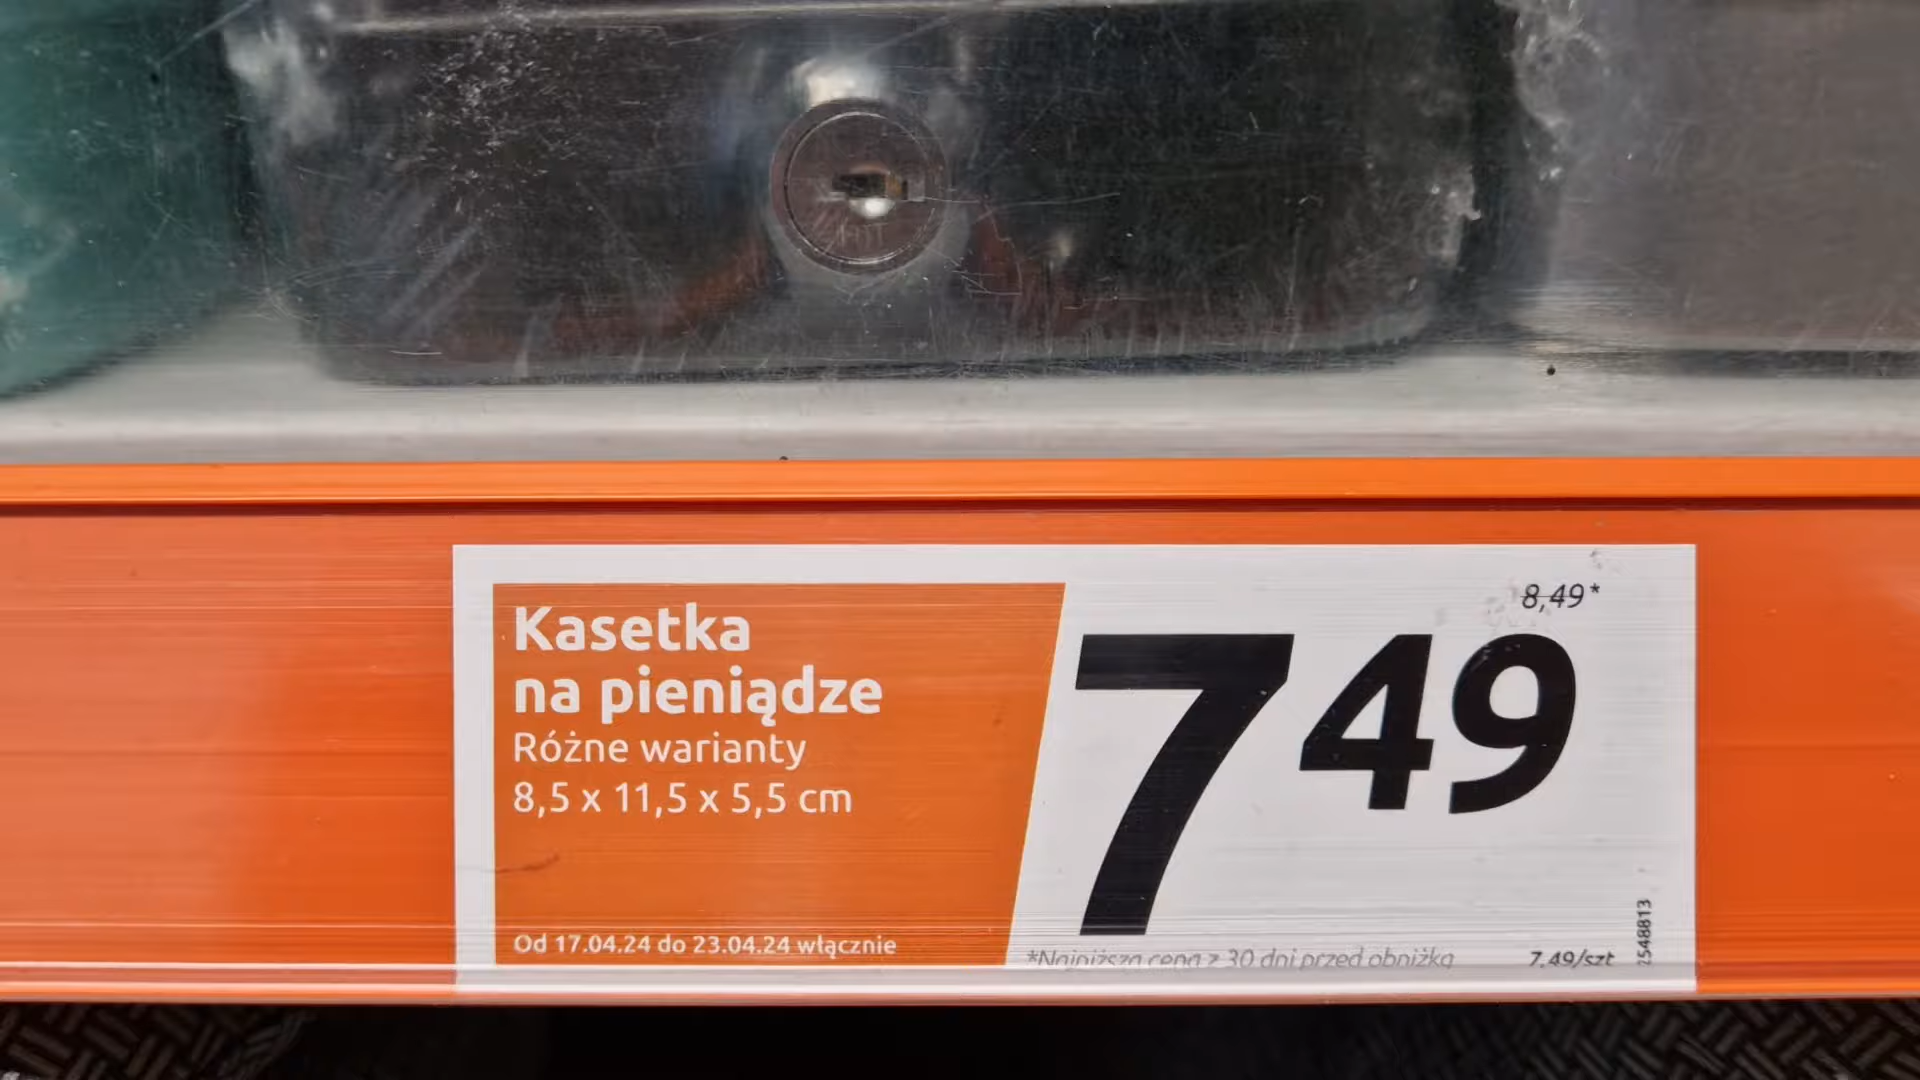 Kasetka
na pieniądze
Różne warianty
8,5 x 11,5 x 5,5 cm
Od 17.04.24 do 23.04.24 włącznie
8,49*
7 49
*Najniższa cena z 30 dni przed obniżką
7,49/szt
2548813